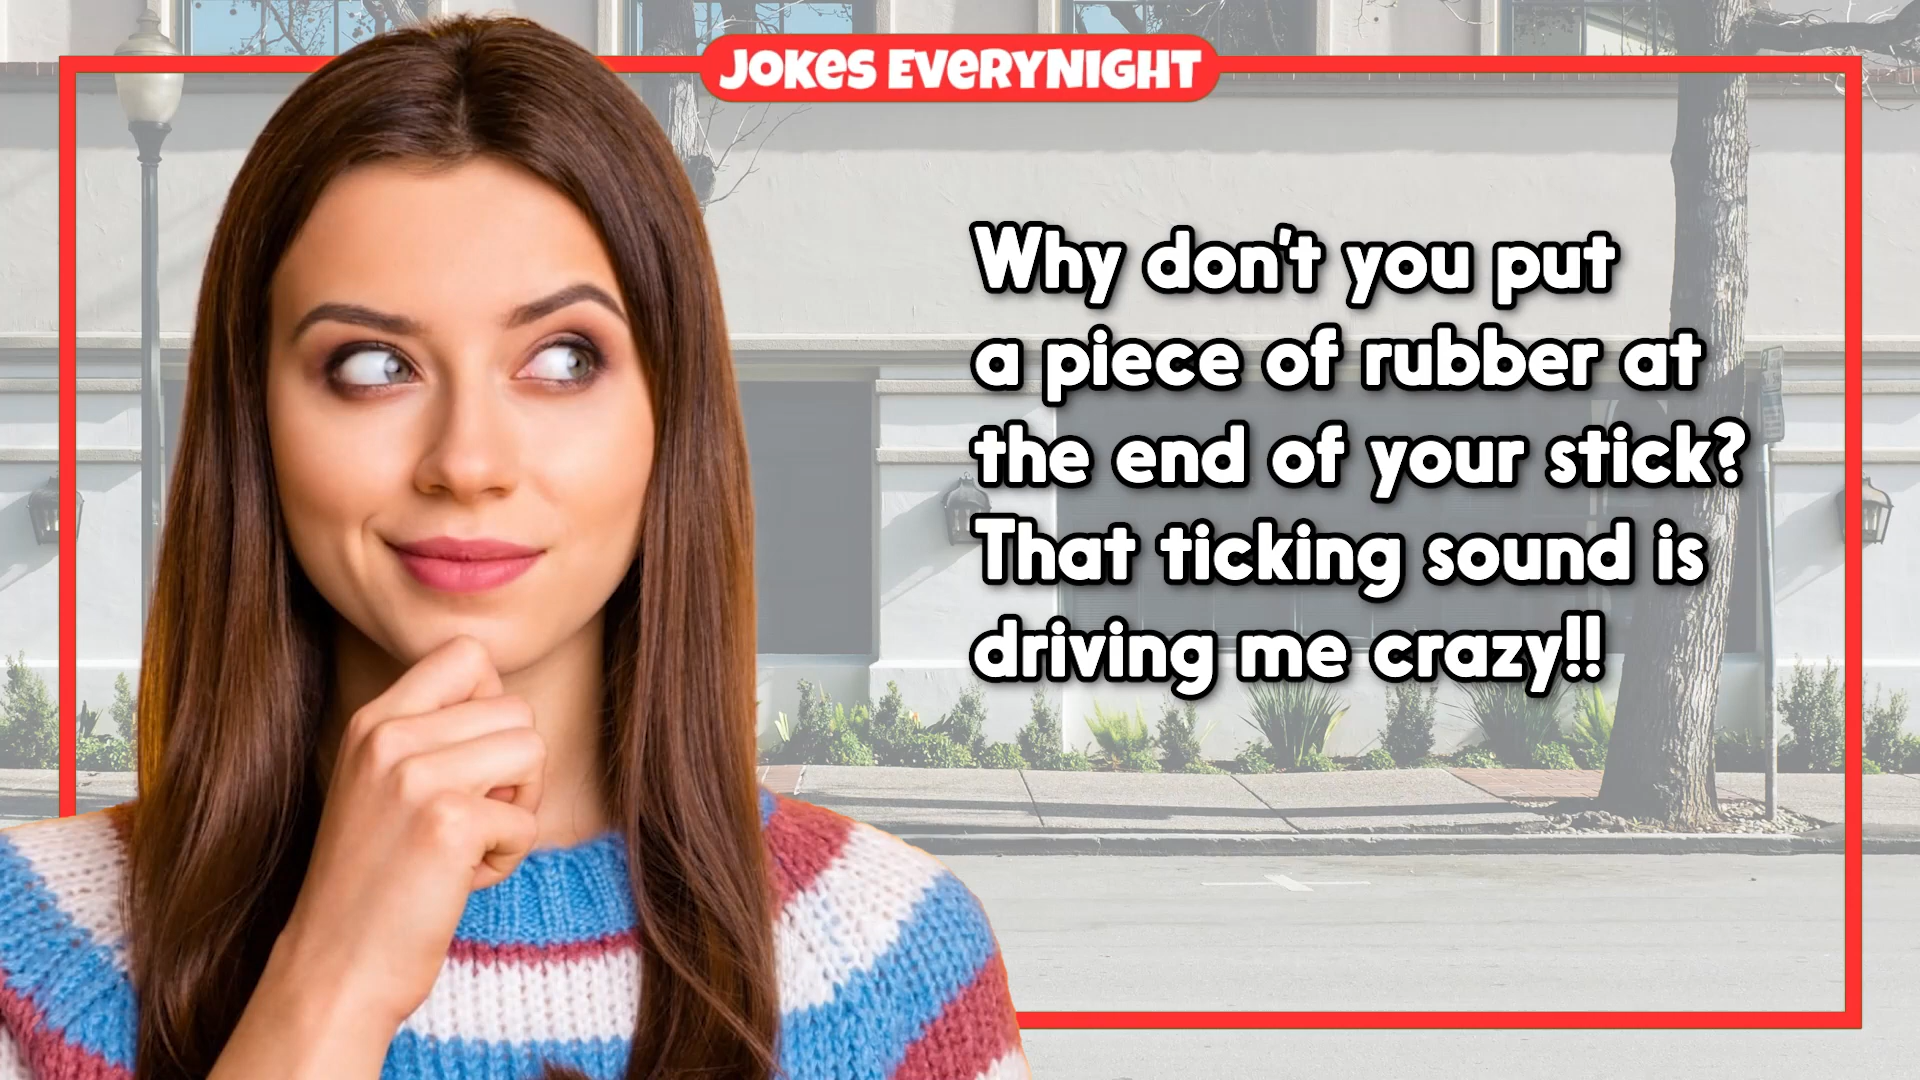 JOKES EVERYNIGHT
Why don't you put
a piece of rubber at
the end of your stick?
That ticking sound is
driving me crazy!!